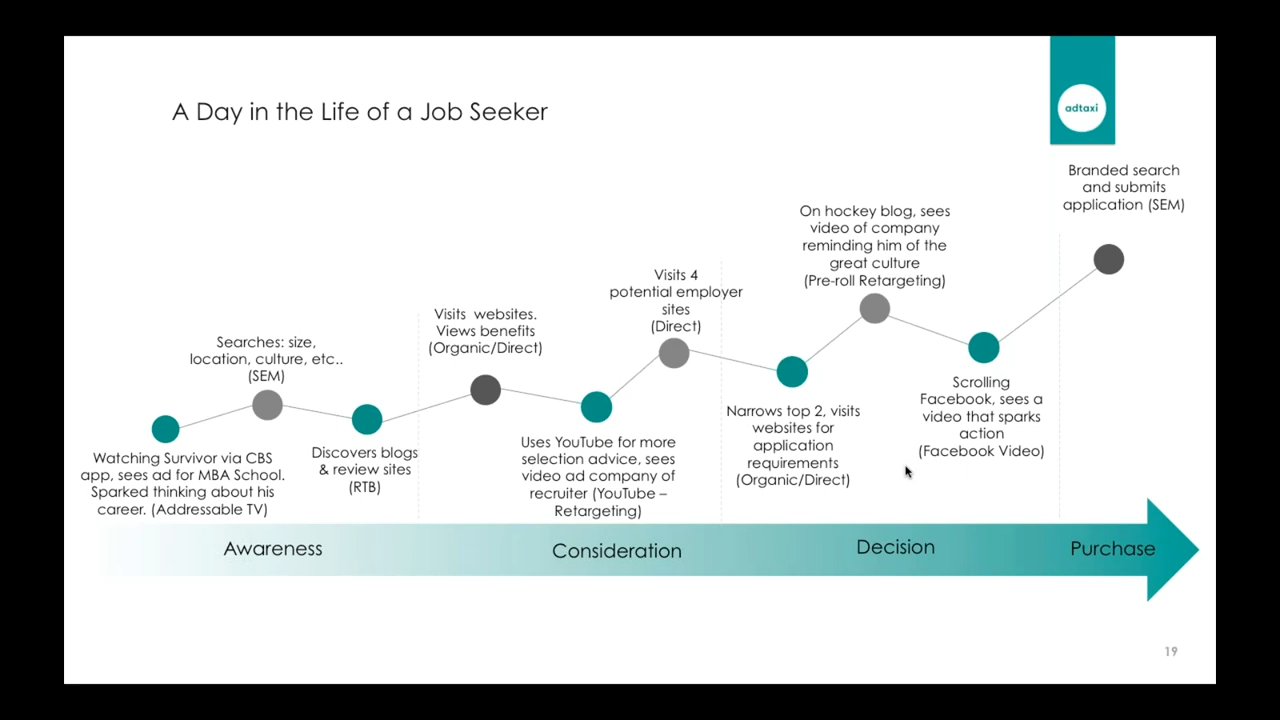 A Day in the Life of a Job Seeker
adtaxi
Watching Survivor via CBS
app, sees ad for MBA School.
Sparked thinking about his
career. (Addressable TV)
Searches: size,
location, culture, etc..
(SEM)
Discovers blogs
& review sites
(RTB)
Visits websites.
Views benefits
(Organic/Direct)
Uses YouTube for more
selection advice, sees
video ad company of
recruiter (YouTube –
Retargeting)
Visits 4
potential employer
sites
(Direct)
Narrows top 2, visits
websites for
application
requirements
(Organic/Direct)
On hockey blog, sees
video of company
reminding him of the
great culture
(Pre-roll Retargeting)
Scrolling
Facebook, sees a
video that sparks
action
(Facebook Video)
Branded search
and submits
application (SEM)
Awareness
Consideration
Decision
Purchase
19